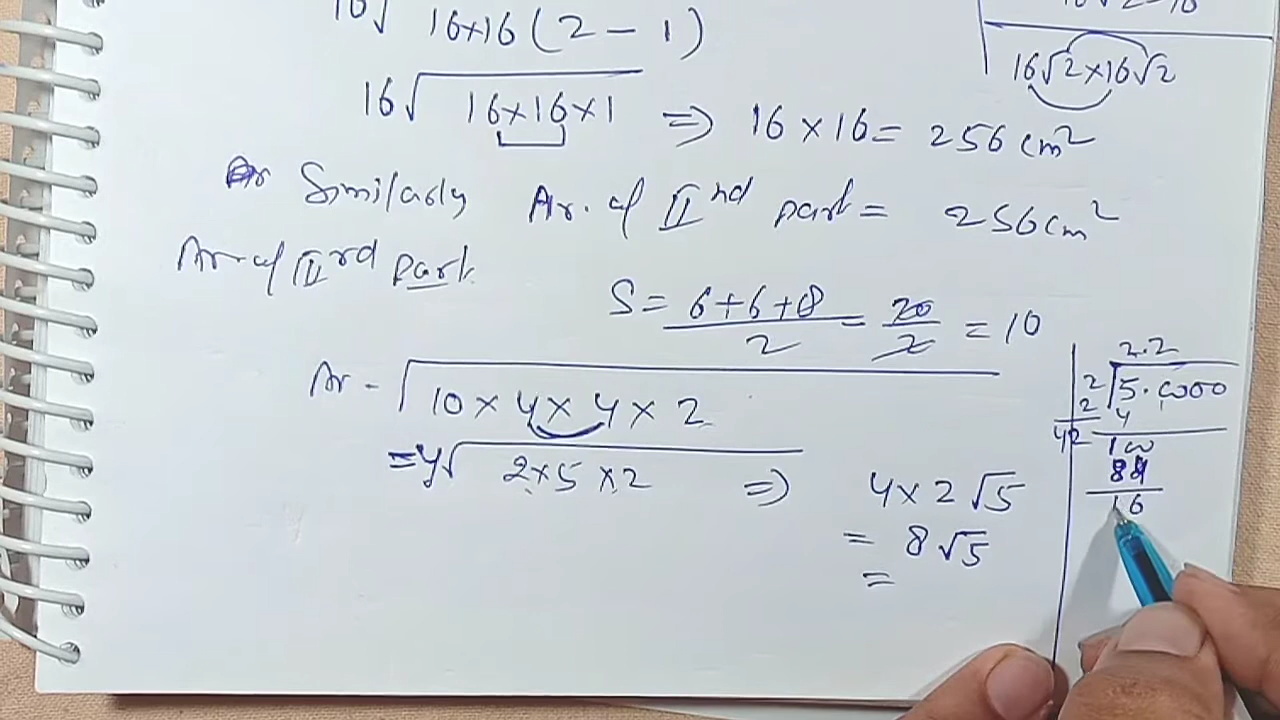 16√ 16×16 (2 - 1)
16√ 16×16×1 ⇒ 16 × 16 = 256 cm²
16√2×16√2
Similarly Ar. of IInd part = 256 cm²
Ar. of IIIrd part.
S = 6+6+8/2 = 20/2 = 10
Ar - √ 10 × 4 × 4 × 2
= 4√ 2×5×2 ⇒ 4 × 2 √5
= 8 √5
=
2.2
2 √5.0000
2 4
42 100
84
16